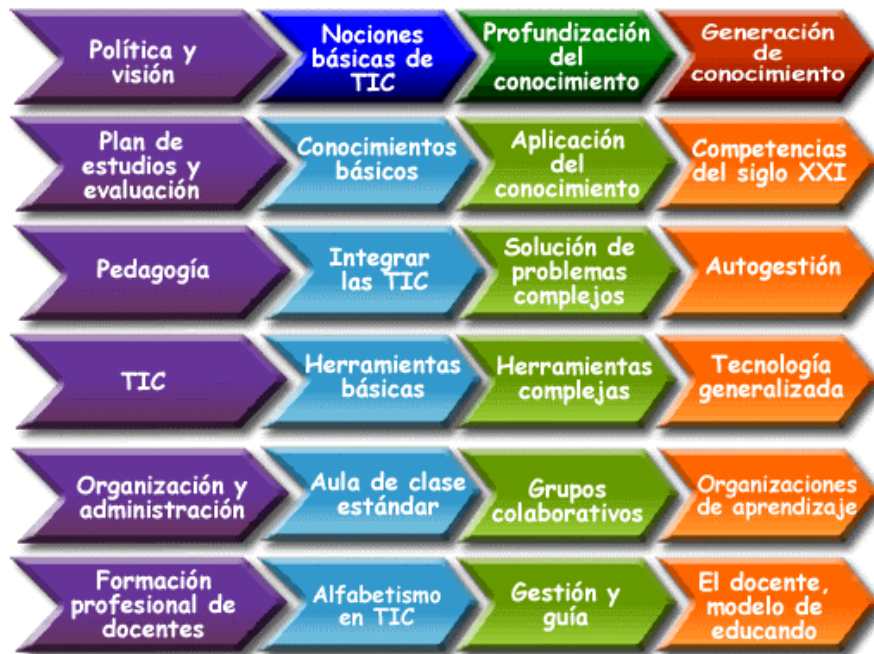 Política y
visión
Nociones
básicas de
TIC
Profundización
del
conocimiento
Generación
de
conocimiento
Plan de
estudios y
evaluación
Conocimientos
básicos
Aplicación
del
conocimiento
Competencias
del siglo XXI
Pedagogía
Integrar
las TIC
Solución de
problemas
complejos
Autogestión
TIC
Herramientas
básicas
Herramientas
complejas
Tecnología
generalizada
Organización y
administración
Aula de clase
estándar
Grupos
colaborativos
Organizaciones
de aprendizaje
Formación
profesional de
docentes
Alfabetismo
en TIC
Gestión y
guía
El docente,
modelo de
educando